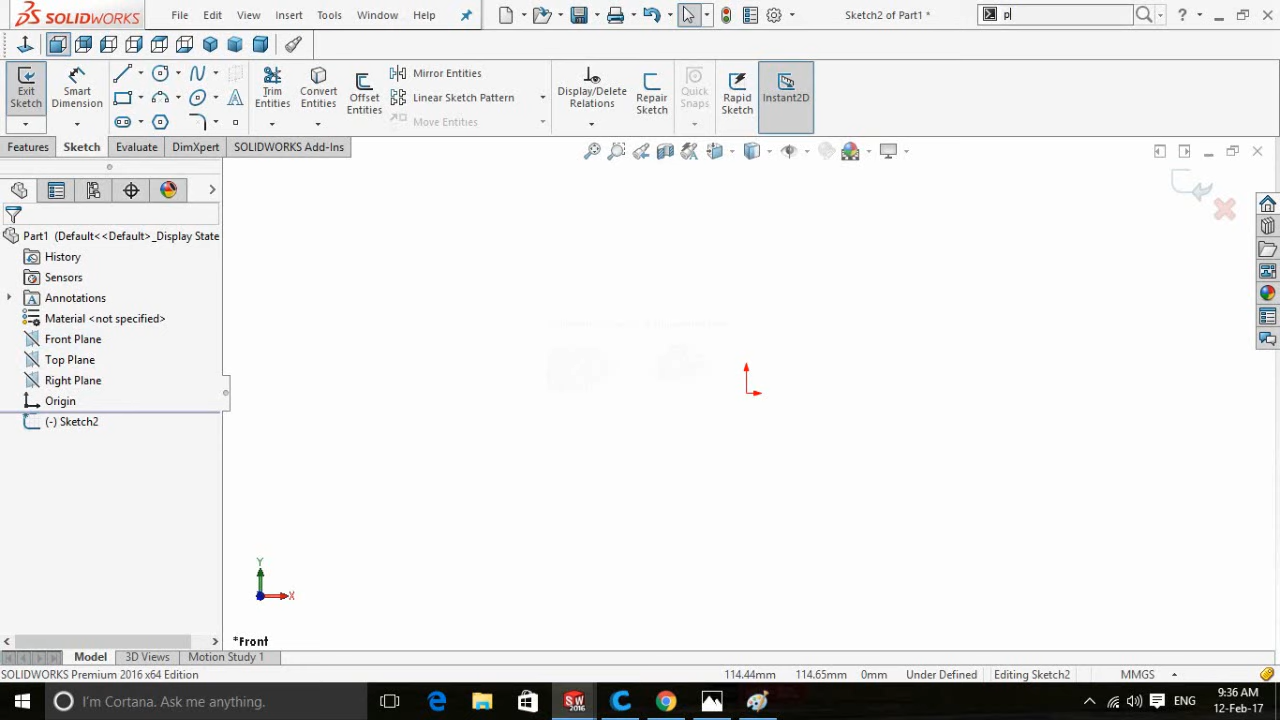 SOLIDWORKS
File Edit View Insert Tools Window Help
Sketch2 of Part1 *
p
?
Exit Sketch
Smart Dimension
Trim Entities
Convert Entities
Offset Entities
Mirror Entities
Linear Sketch Pattern
Move Entities
Display/Delete Relations
Repair Sketch
Quick Snaps
Rapid Sketch
Instant2D
Features Sketch Evaluate DimXpert SOLIDWORKS Add-Ins
Part1 (Default<<Default>_Display State
History
Sensors
Annotations
Material <not specified>
Front Plane
Top Plane
Right Plane
Origin
(-) Sketch2
Y
X
*Front
Model 3D Views Motion Study 1
SOLIDWORKS Premium 2016 x64 Edition 114.44mm 114.65mm 0mm Under Defined Editing Sketch2 MMGS
I'm Cortana. Ask me anything.
SW
2016
ENG
9:36 AM
12-Feb-17